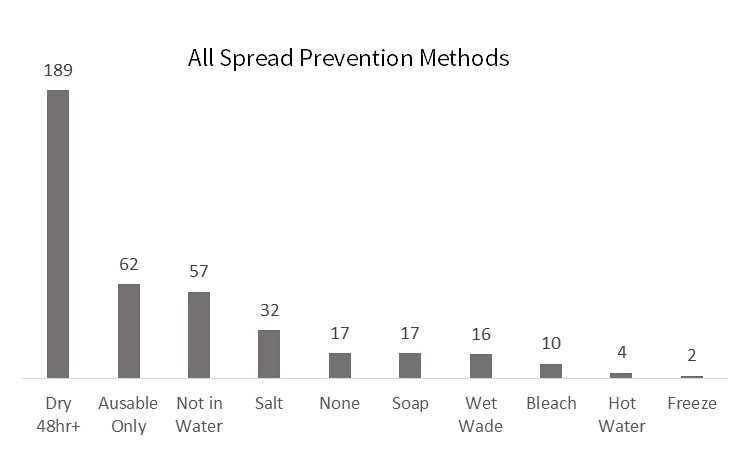 All Spread Prevention Methods
189
62
57
32
17
17
16
10
4
2
Dry
48hr+
Ausable
Only
Not in
Water
Salt
None
Soap
Wet
Wade
Bleach
Hot
Water
Freeze